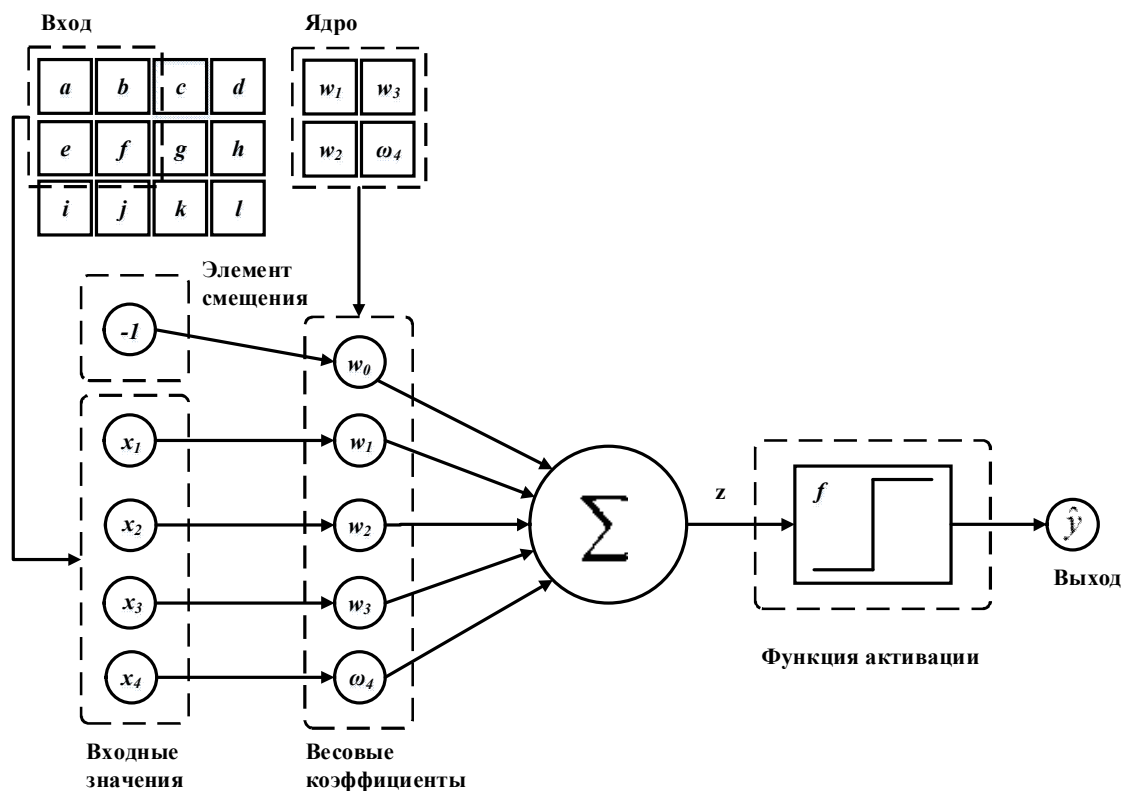 Вход
Ядро
a b c d
e f g h
i j k l
w₁ w₃
w₂ ω₄
Элемент
смещения
-1
w₀
x₁
w₁
x₂
w₂
x₃
w₃
x₄
ω₄
Σ
z
f
ŷ
Выход
Функция активации
Входные
значения
Весовые
коэффициенты